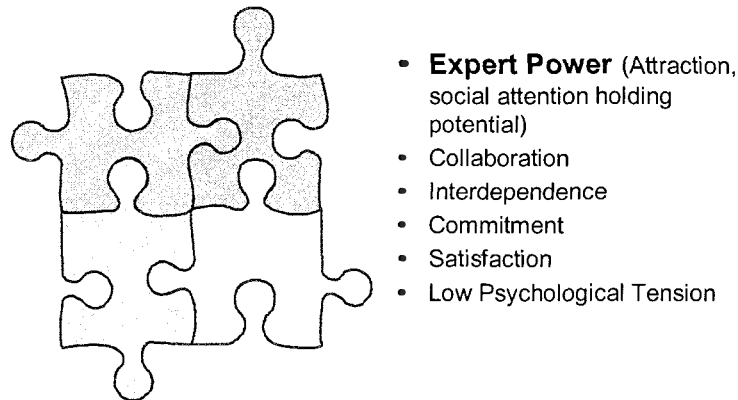 • Expert Power (Attraction,
social attention holding
potential)
• Collaboration
• Interdependence
• Commitment
• Satisfaction
• Low Psychological Tension